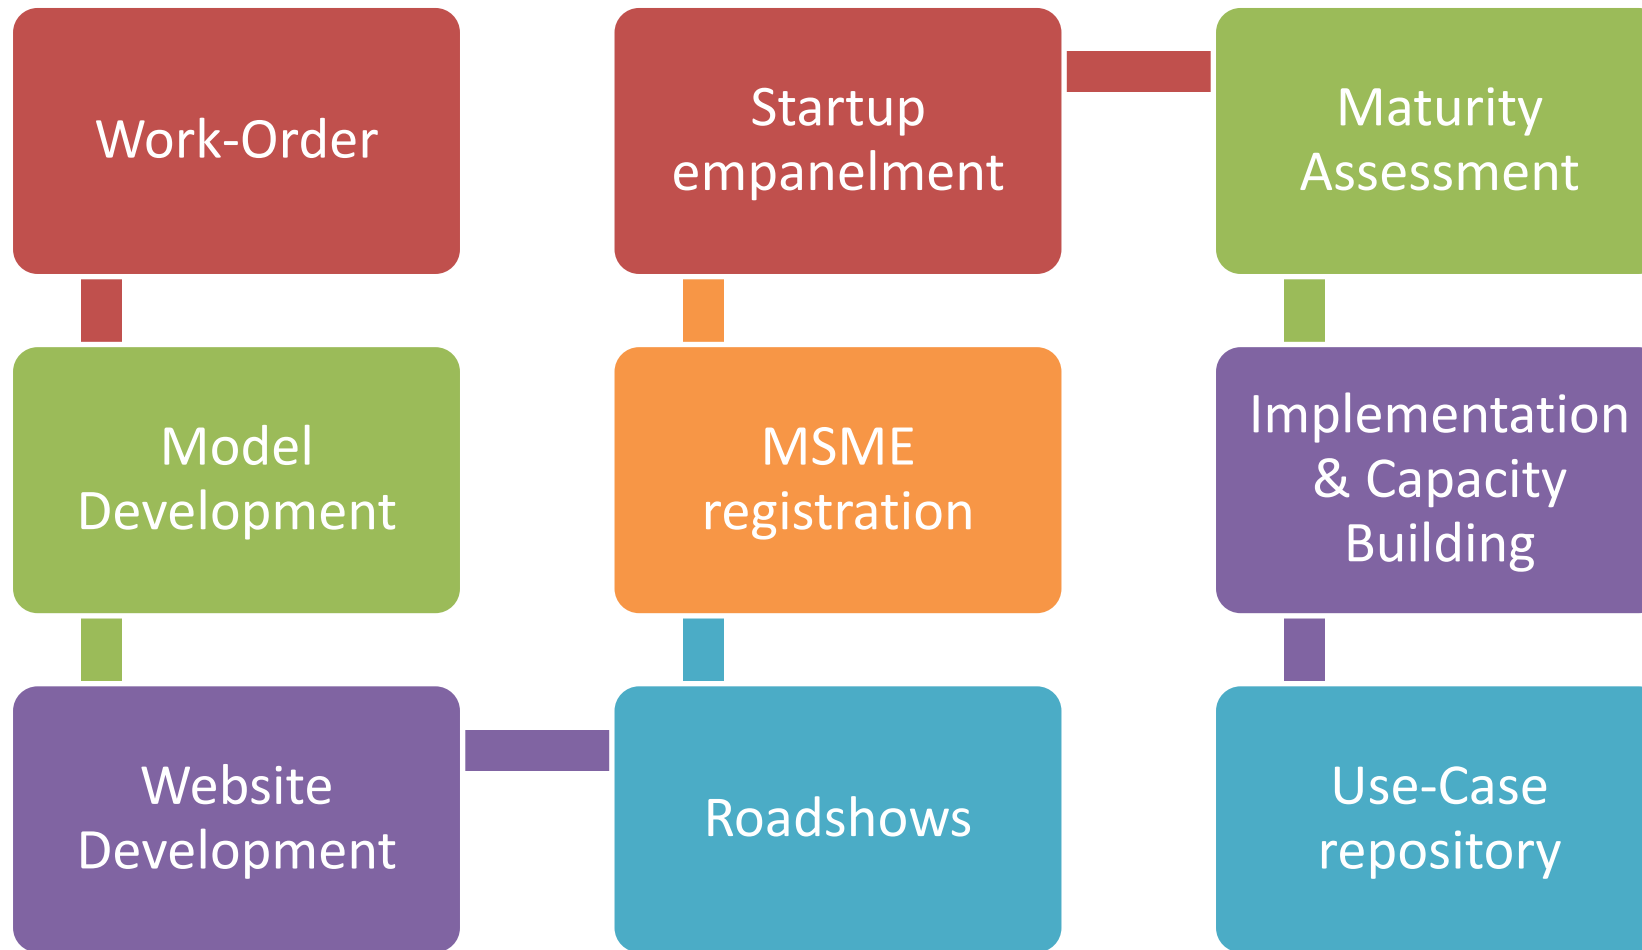 Work-Order
Model
Development
Website
Development
Roadshows
MSME
registration
Startup
empanelment
Maturity
Assessment
Implementation
& Capacity
Building
Use-Case
repository